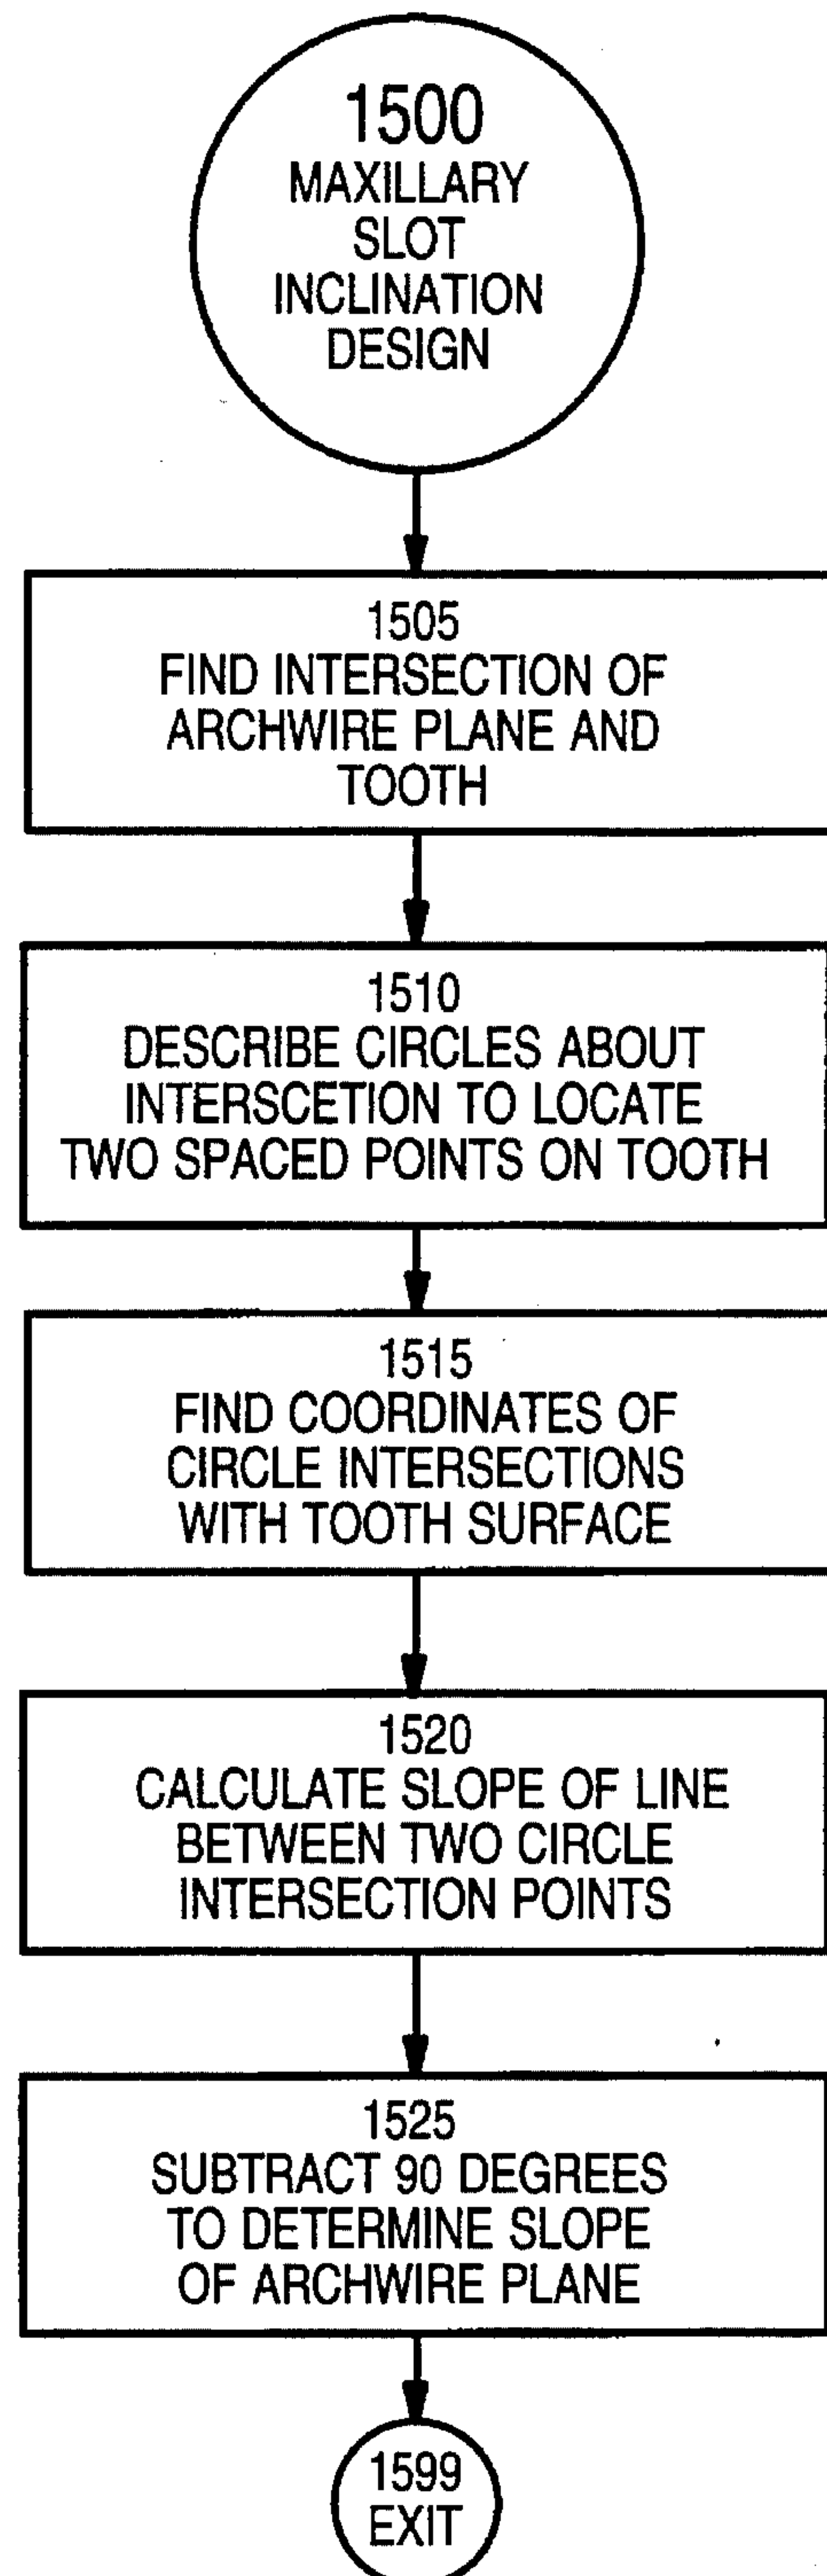 1500
MAXILLARY
SLOT
INCLINATION
DESIGN
1505
FIND INTERSECTION OF
ARCHWIRE PLANE AND
TOOTH
1510
DESCRIBE CIRCLES ABOUT
INTERSCETION TO LOCATE
TWO SPACED POINTS ON TOOTH
1515
FIND COORDINATES OF
CIRCLE INTERSECTIONS
WITH TOOTH SURFACE
1520
CALCULATE SLOPE OF LINE
BETWEEN TWO CIRCLE
INTERSECTION POINTS
1525
SUBTRACT 90 DEGREES
TO DETERMINE SLOPE
OF ARCHWIRE PLANE
1599
EXIT